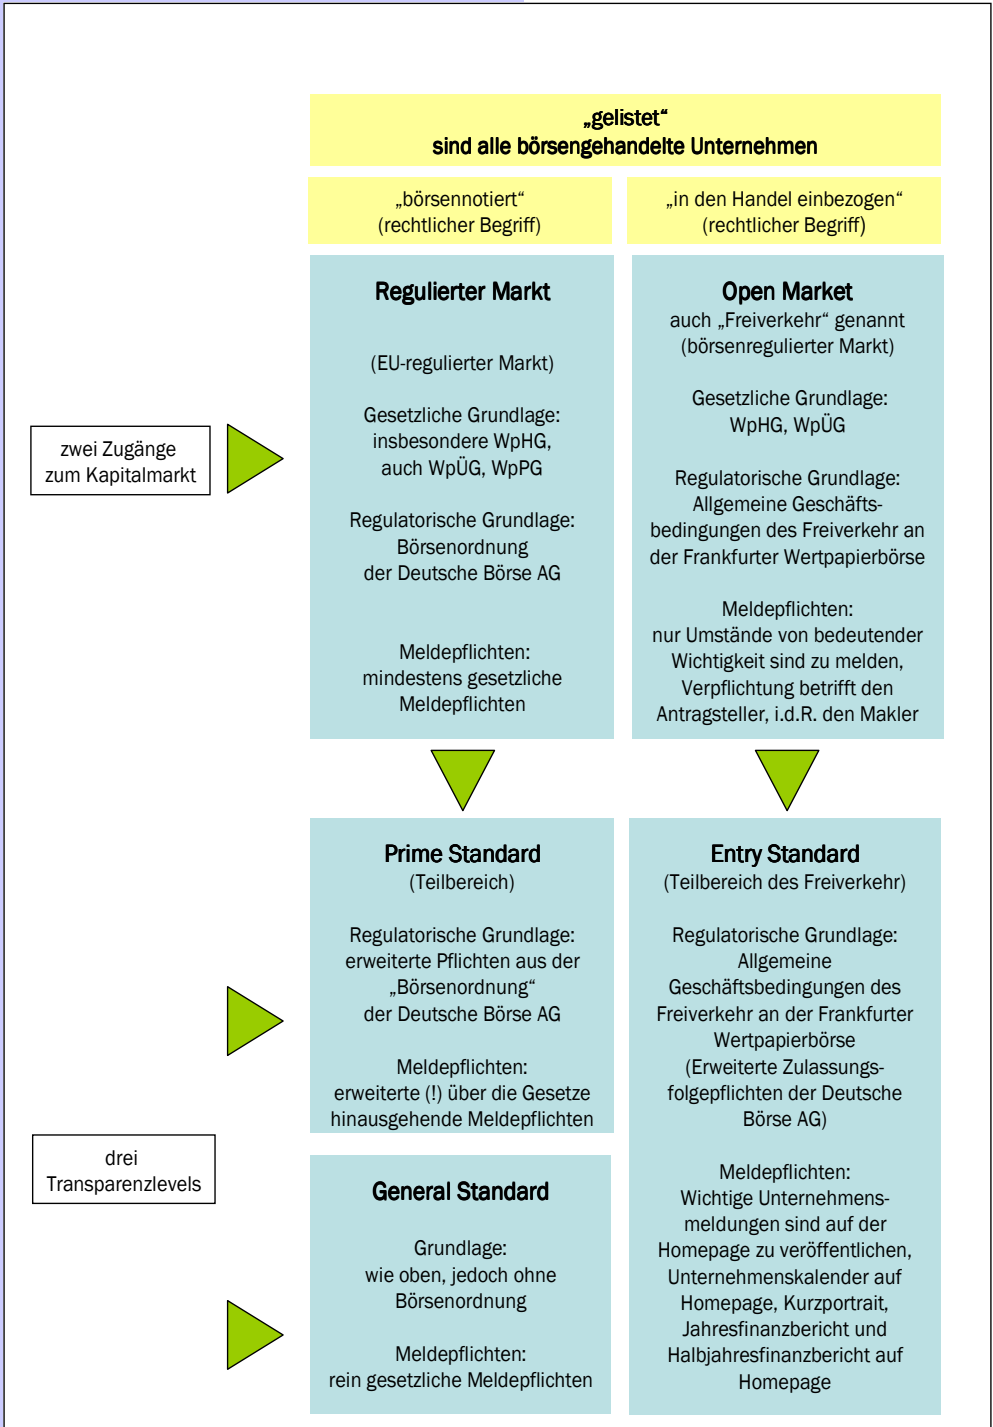 „gelistet“
sind alle börsengehandelte Unternehmen
„börsennotiert“
(rechtlicher Begriff)
„in den Handel einbezogen“
(rechtlicher Begriff)
zwei Zugänge
zum Kapitalmarkt
Regulierter Markt
(EU-regulierter Markt)
Gesetzliche Grundlage:
insbesondere WpHG,
auch WpÜG, WpPG
Regulatorische Grundlage:
Börsenordnung
der Deutsche Börse AG
Meldepflichten:
mindestens gesetzliche
Meldepflichten
Open Market
auch „Freiverkehr“ genannt
(börsenregulierter Markt)
Gesetzliche Grundlage:
WpHG, WpÜG
Regulatorische Grundlage:
Allgemeine Geschäfts-
bedingungen des Freiverkehr an
der Frankfurter Wertpapierbörse
Meldepflichten:
nur Umstände von bedeutender
Wichtigkeit sind zu melden,
Verpflichtung betrifft den
Antragsteller, i.d.R. den Makler
drei
Transparenzlevels
Prime Standard
(Teilbereich)
Regulatorische Grundlage:
erweiterte Pflichten aus der
„Börsenordnung“
der Deutsche Börse AG
Meldepflichten:
erweiterte (!) über die Gesetze
hinausgehende Meldepflichten
General Standard
Grundlage:
wie oben, jedoch ohne
Börsenordnung
Meldepflichten:
rein gesetzliche Meldepflichten
Entry Standard
(Teilbereich des Freiverkehr)
Regulatorische Grundlage:
Allgemeine
Geschäftsbedingungen des
Freiverkehr an der Frankfurter
Wertpapierbörse
(Erweiterte Zulassungs-
folgepflichten der Deutsche
Börse AG)
Meldepflichten:
Wichtige Unternehmens-
meldungen sind auf der
Homepage zu veröffentlichen,
Unternehmenskalender auf
Homepage, Kurzportrait,
Jahresfinanzbericht und
Halbjahresfinanzbericht auf
Homepage